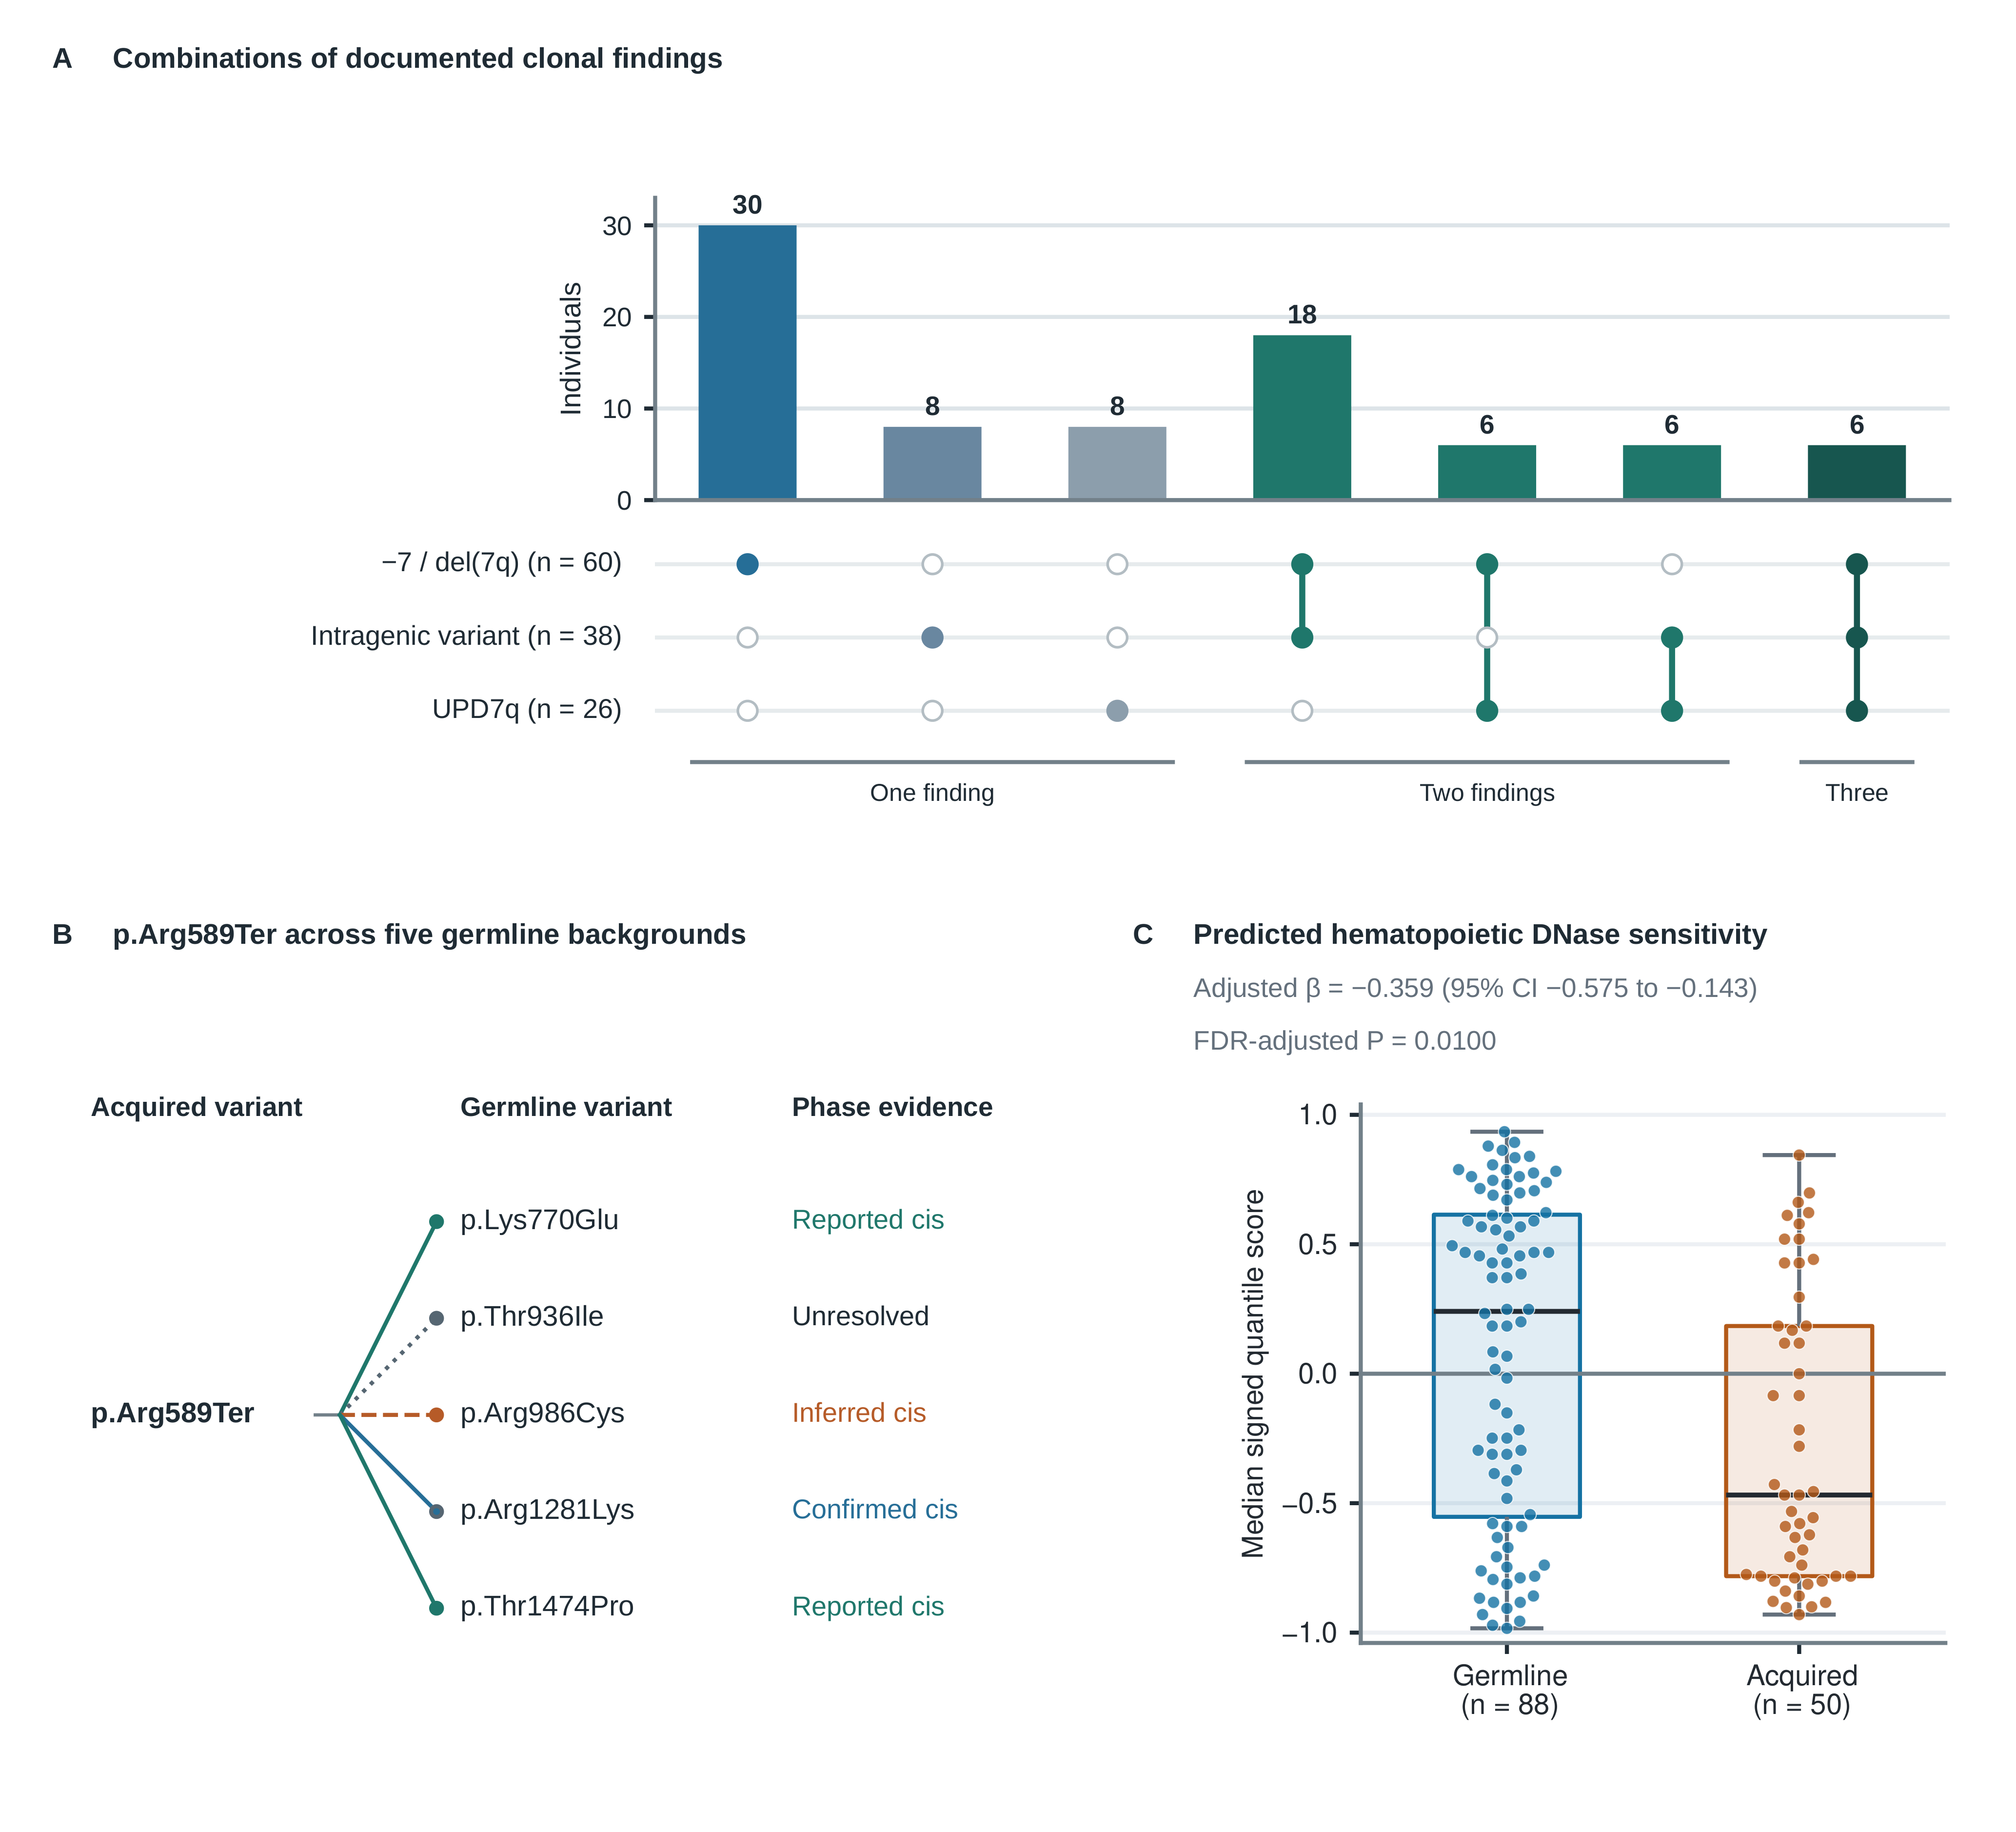 A Combinations of documented clonal findings
Individuals
30
20
10
0
30
8
8
18
6
6
6
−7 / del(7q) (n = 60)
Intragenic variant (n = 38)
UPD7q (n = 26)
One finding
Two findings
Three
B p.Arg589Ter across five germline backgrounds
Acquired variant Germline variant Phase evidence
p.Arg589Ter
p.Lys770Glu Reported cis
p.Thr936Ile Unresolved
p.Arg986Cys Inferred cis
p.Arg1281Lys Confirmed cis
p.Thr1474Pro Reported cis
C Predicted hematopoietic DNase sensitivity
Adjusted β = −0.359 (95% CI −0.575 to −0.143)
FDR-adjusted P = 0.0100
Median signed quantile score
1.0
0.5
0.0
−0.5
−1.0
Germline
(n = 88)
Acquired
(n = 50)